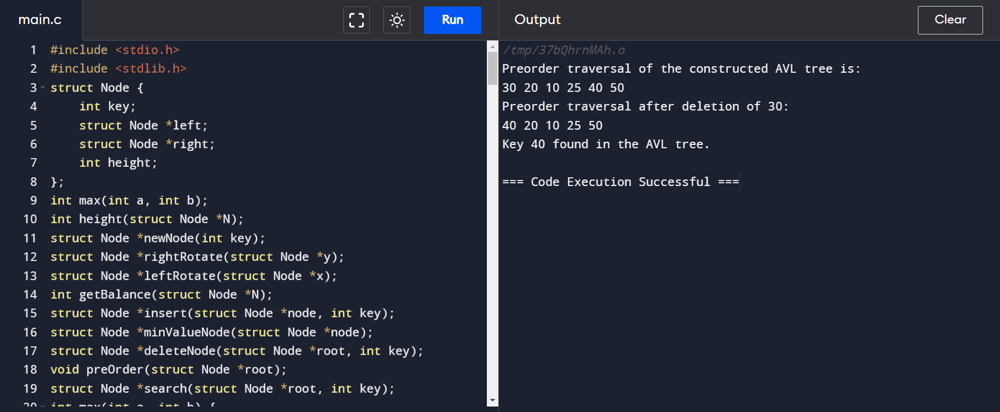 main.c
Run
Output
Clear
1 #include <stdio.h>
2 #include <stdlib.h>
3 struct Node {
4     int key;
5     struct Node *left;
6     struct Node *right;
7     int height;
8 };
9 int max(int a, int b);
10 int height(struct Node *N);
11 struct Node *newNode(int key);
12 struct Node *rightRotate(struct Node *y);
13 struct Node *leftRotate(struct Node *x);
14 int getBalance(struct Node *N);
15 struct Node *insert(struct Node *node, int key);
16 struct Node *minValueNode(struct Node *node);
17 struct Node *deleteNode(struct Node *root, int key);
18 void preOrder(struct Node *root);
19 struct Node *search(struct Node *root, int key);
20 int max(int a, int b) {
/tmp/37bQhrnMAh.o
Preorder traversal of the constructed AVL tree is:
30 20 10 25 40 50
Preorder traversal after deletion of 30:
40 20 10 25 50
Key 40 found in the AVL tree.
=== Code Execution Successful ===